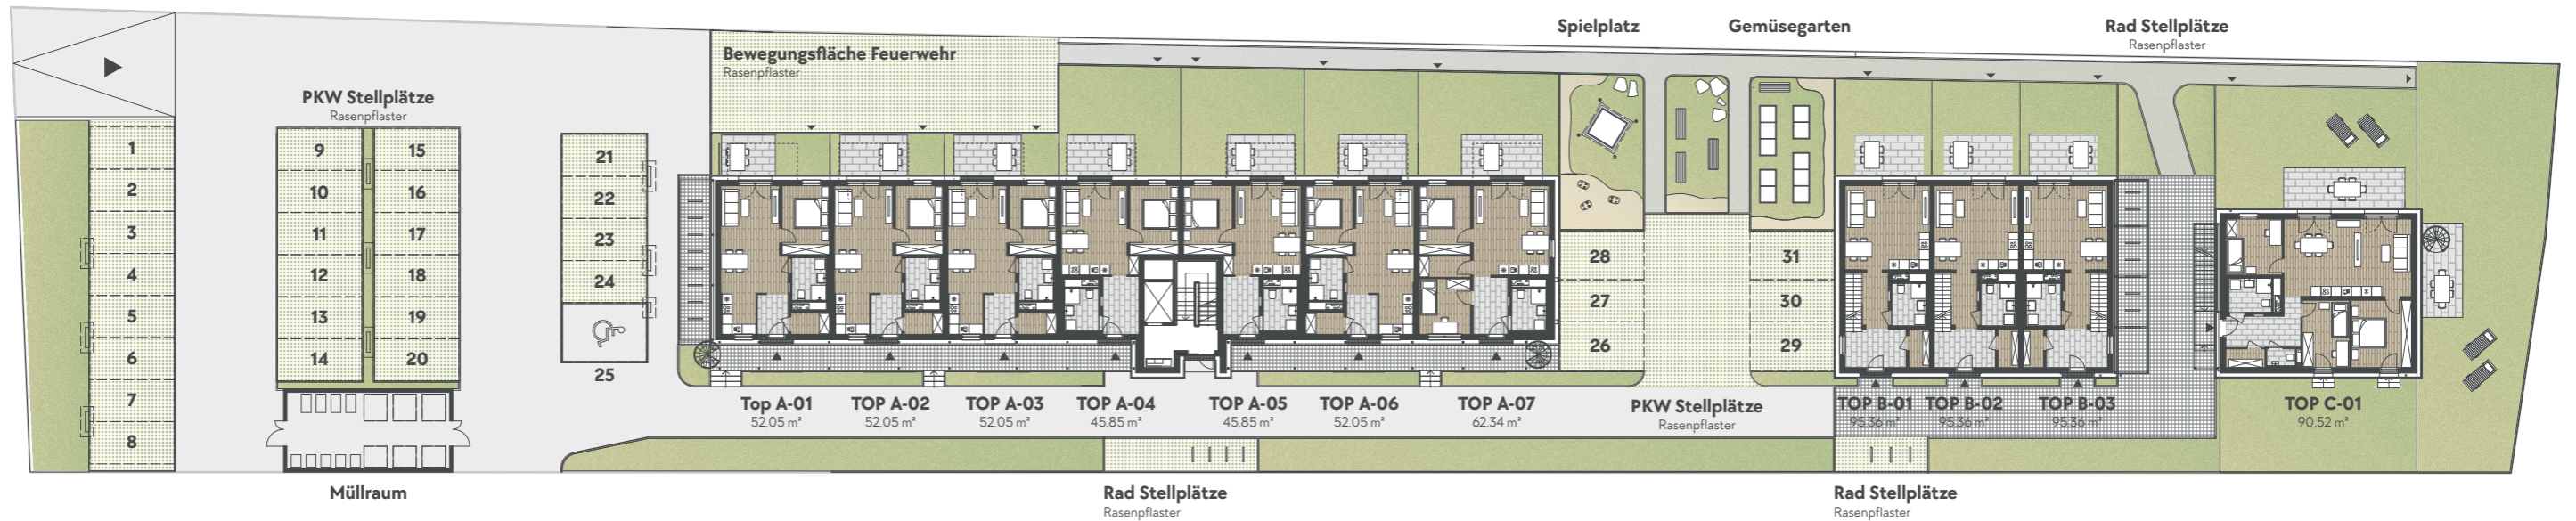 Spielplatz
Gemüsegarten
Rad Stellplätze
Rasenpflaster
Bewegungsfläche Feuerwehr
Rasenpflaster
PKW Stellplätze
Rasenpflaster
1
2
3
4
5
6
7
8
9
10
11
12
13
14
15
16
17
18
19
20
21
22
23
24
25
28
27
26
31
30
29
Top A-01
52,05 m²
TOP A-02
52,05 m²
TOP A-03
52,05 m²
TOP A-04
45,85 m²
TOP A-05
45,85 m²
TOP A-06
52,05 m²
TOP A-07
62,34 m²
PKW Stellplätze
Rasenpflaster
TOP B-01
95,36 m²
TOP B-02
95,36 m²
TOP B-03
95,36 m²
TOP C-01
90,52 m²
Müllraum
Rad Stellplätze
Rasenpflaster
Rad Stellplätze
Rasenpflaster